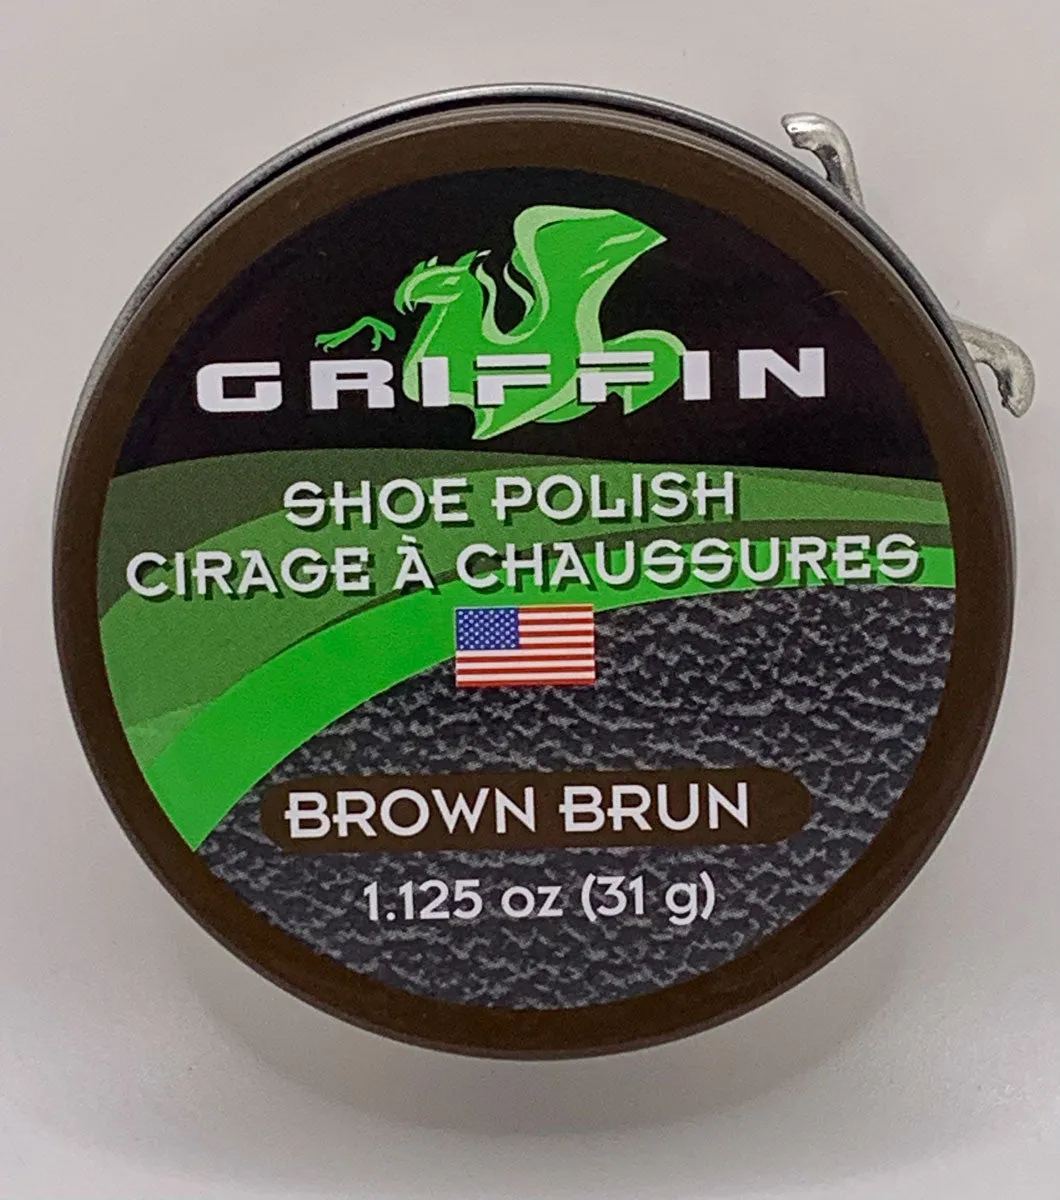 GRIFFIN
SHOE POLISH
CIRAGE À CHAUSSURES
BROWN BRUN
1.125 oz (31 g)